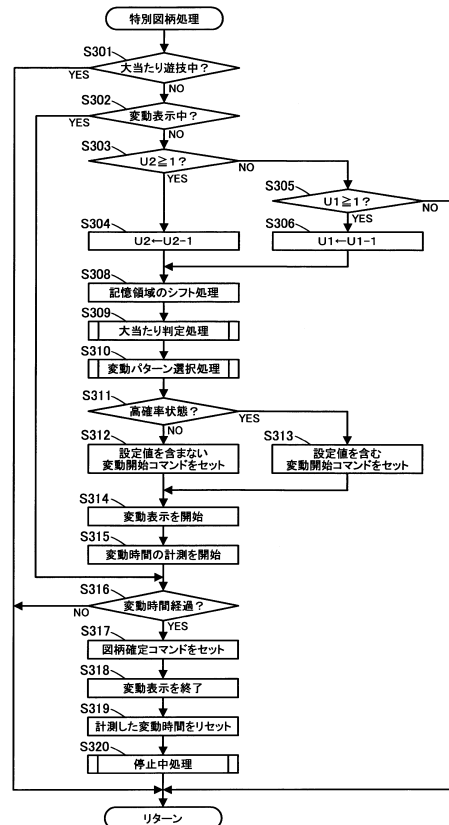 特別図柄処理
S301
大当たり遊技中？
YES
NO
S302
変動表示中？
YES
NO
S303
U2≧1？
NO
YES
S305
U1≧1？
NO
YES
S304
U2←U2-1
S306
U1←U1-1
S308
記憶領域のシフト処理
S309
大当たり判定処理
S310
変動パターン選択処理
S311
高確率状態？
YES
NO
S312
設定値を含まない
変動開始コマンドをセット
S313
設定値を含む
変動開始コマンドをセット
S314
変動表示を開始
S315
変動時間の計測を開始
S316
変動時間経過？
NO
YES
S317
図柄確定コマンドをセット
S318
変動表示を終了
S319
計測した変動時間をリセット
S320
停止中処理
リターン